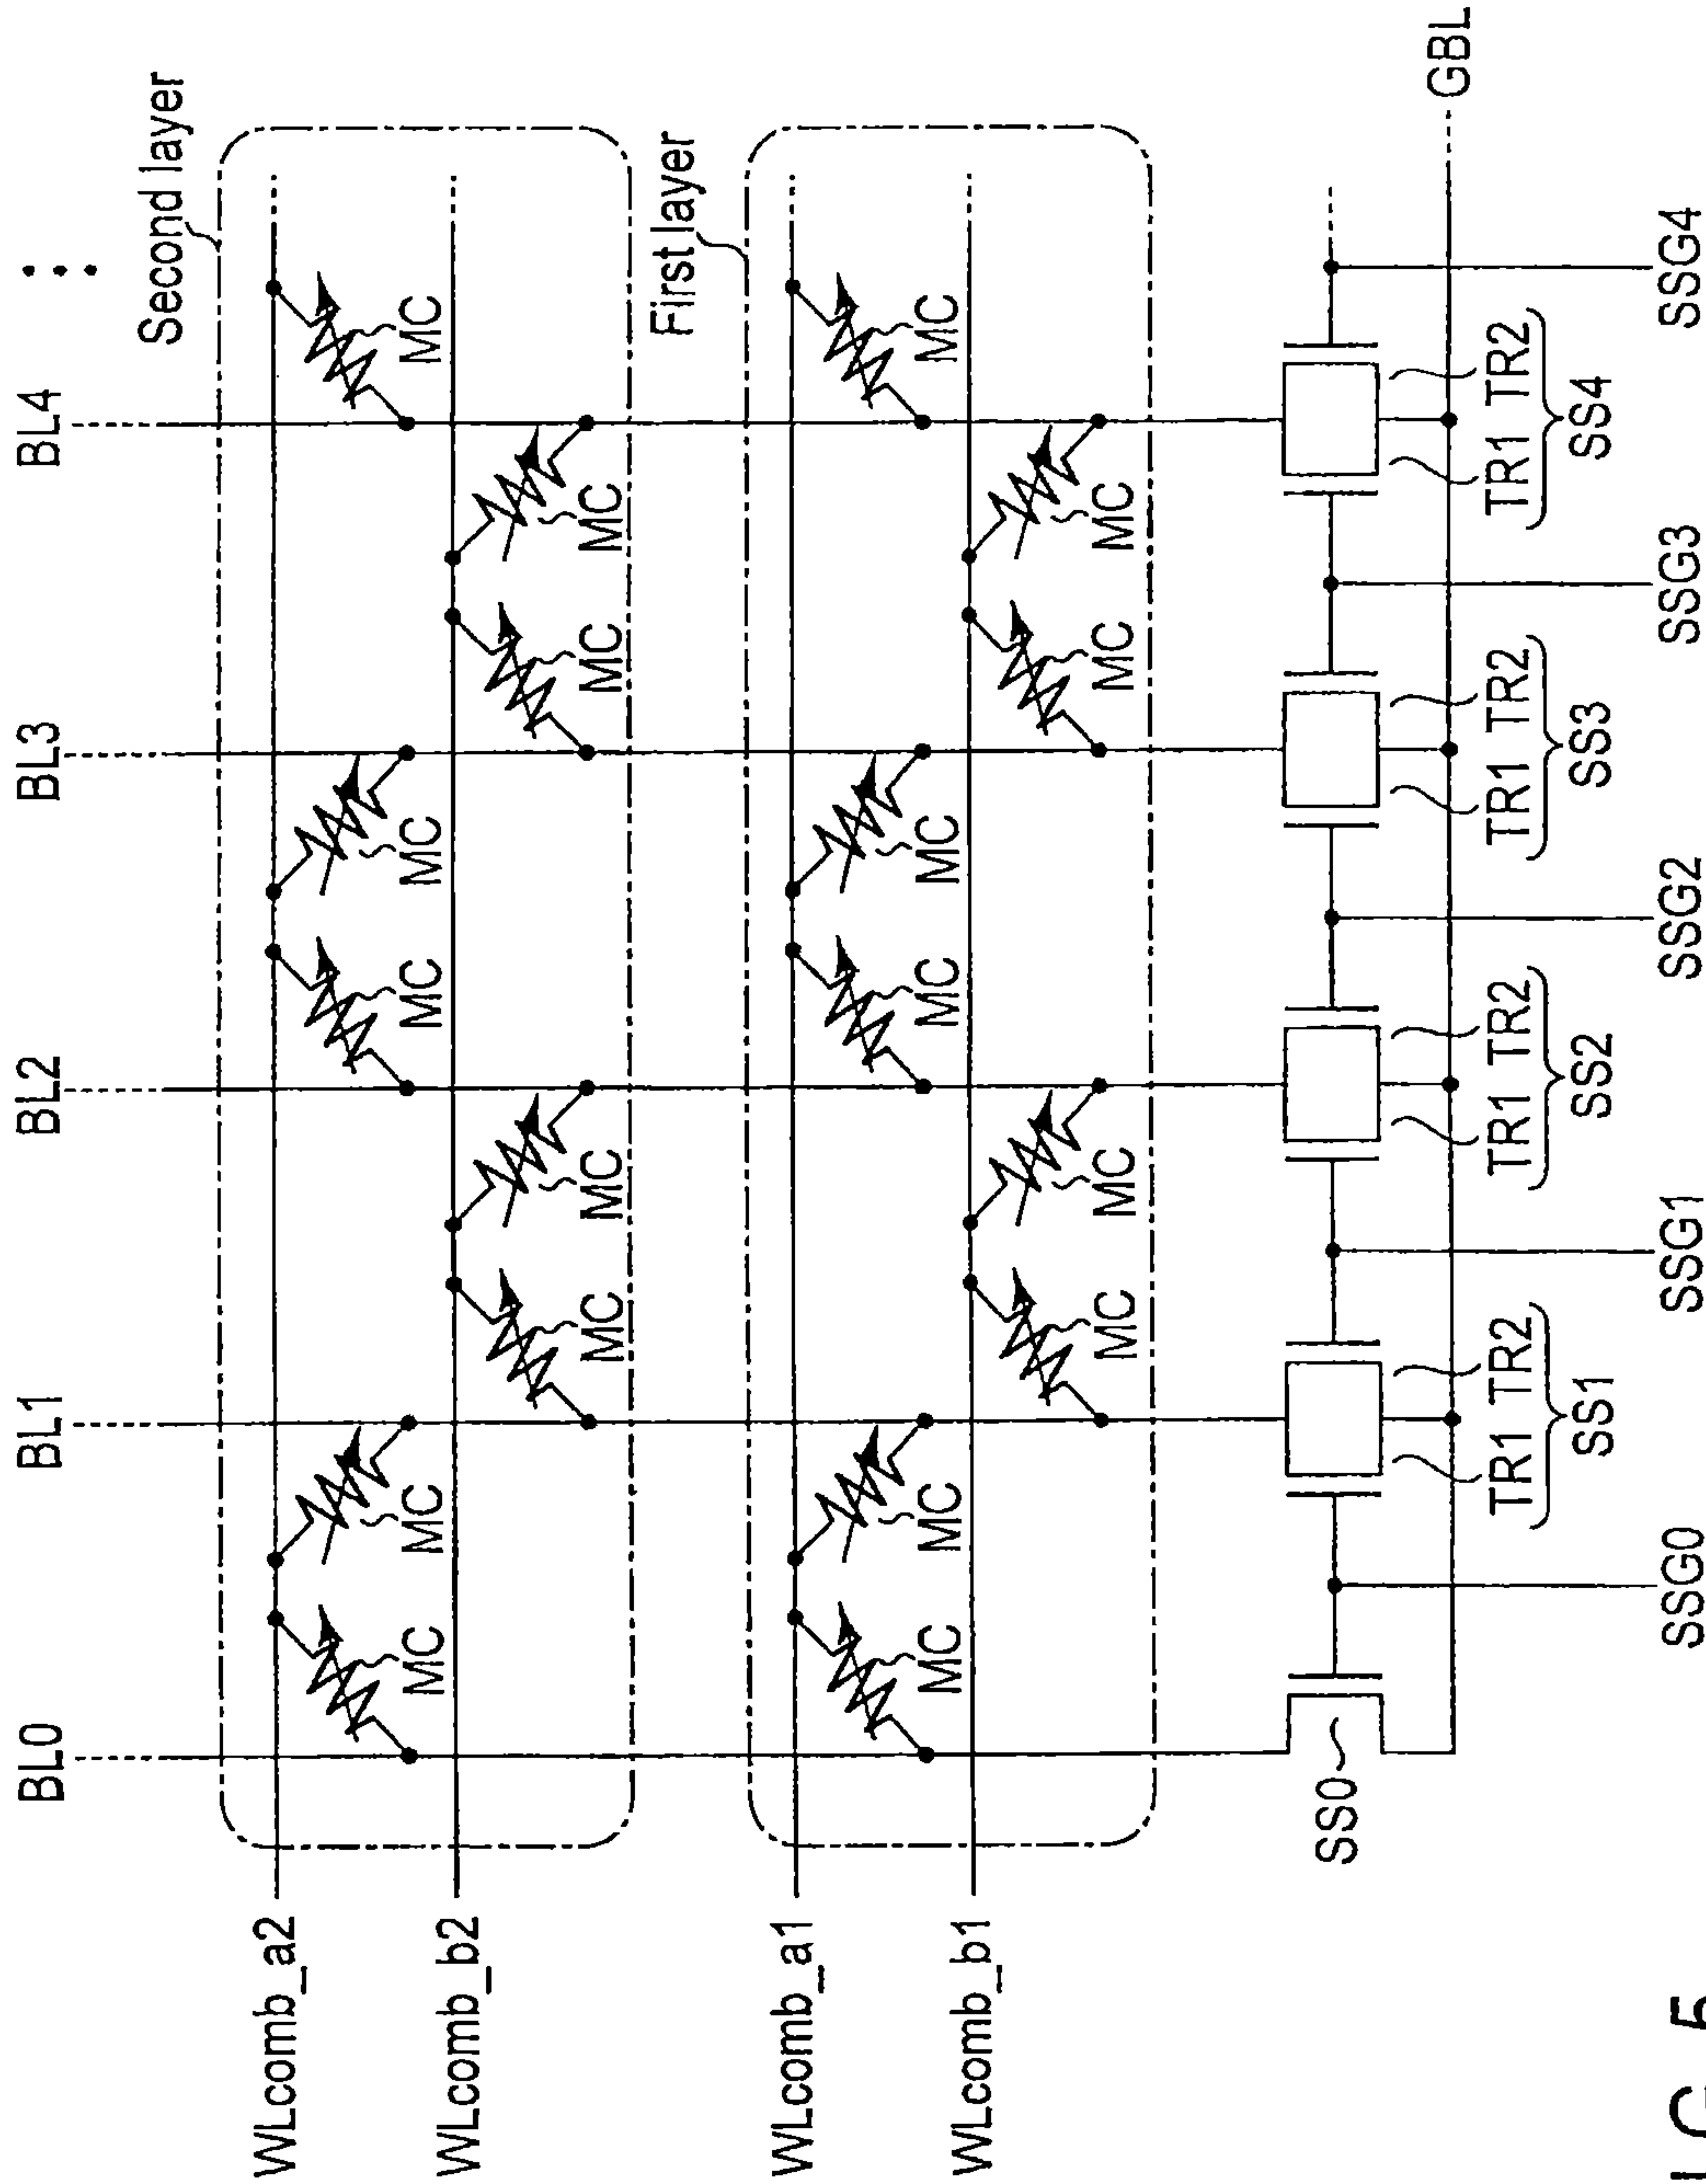 BL0 BL1 BL2 BL3 BL4
Second layer
WLcomb_a2
MC MC MC MC MC
WLcomb_b2
MC MC MC MC
First layer
WLcomb_a1
MC MC MC MC MC
WLcomb_b1
MC MC MC MC
SS0
GBL
TR1 TR2 TR1 TR2 TR1 TR2 TR1 TR2
SS1 SS2 SS3 SS4
SSG0 SSG1 SSG2 SSG3 SSG4